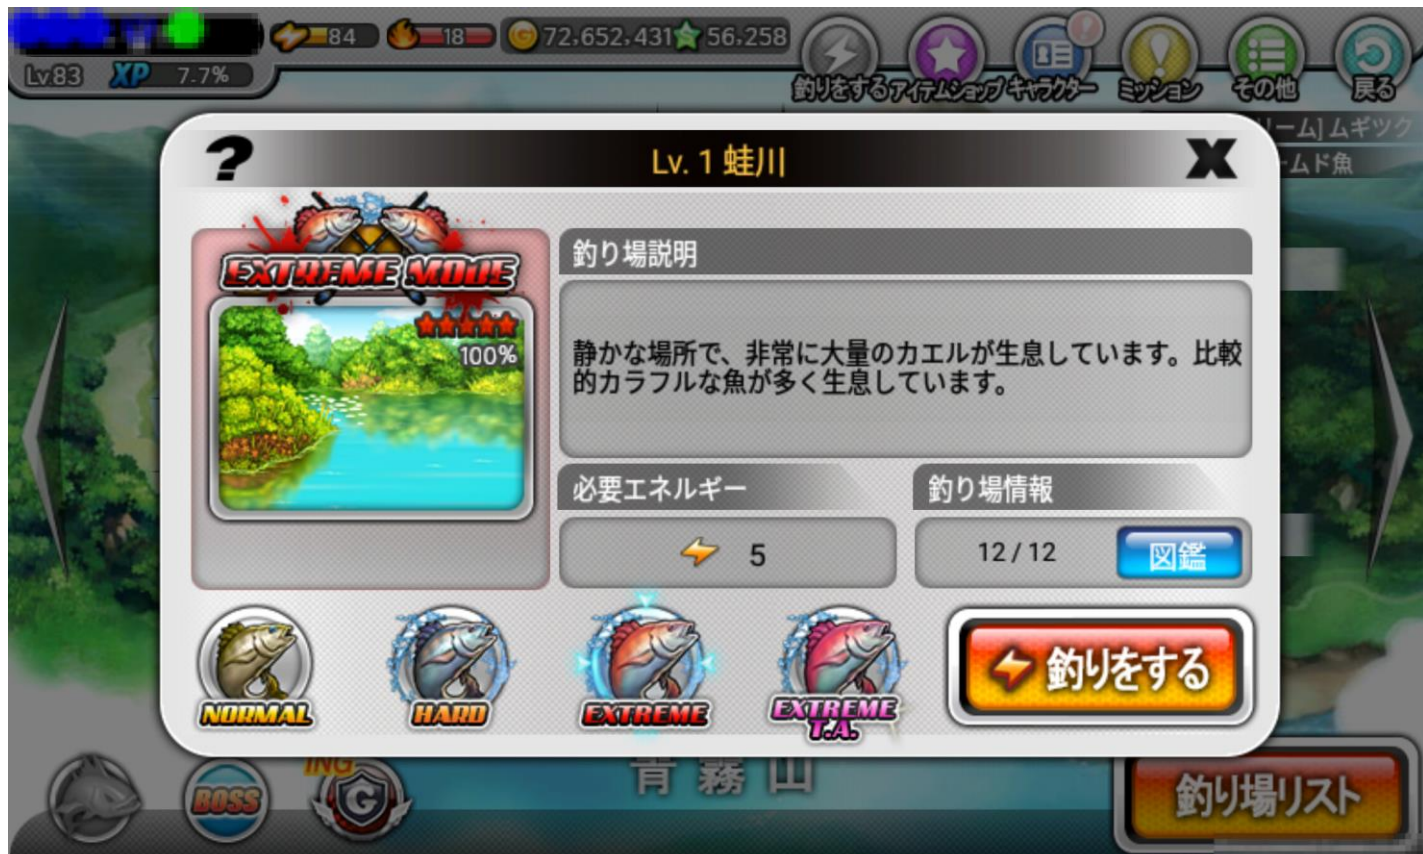 84
18
72,652,431
56,258
Lv.83 XP 7.7%
釣りをする アイテムショップ キャラクター ミッション その他 戻る
リーム] ムギツク
ームド魚
? Lv. 1 蛙川 X
EXTREME MODE
100%
釣り場説明
静かな場所で、非常に大量のカエルが生息しています。比較
的カラフルな魚が多く生息しています。
必要エネルギー
5
釣り場情報
12 / 12
図鑑
NORMAL
HARD
EXTREME
EXTREME
T.A.
釣りをする
BOSS
ING
G
青霧山
釣り場リスト